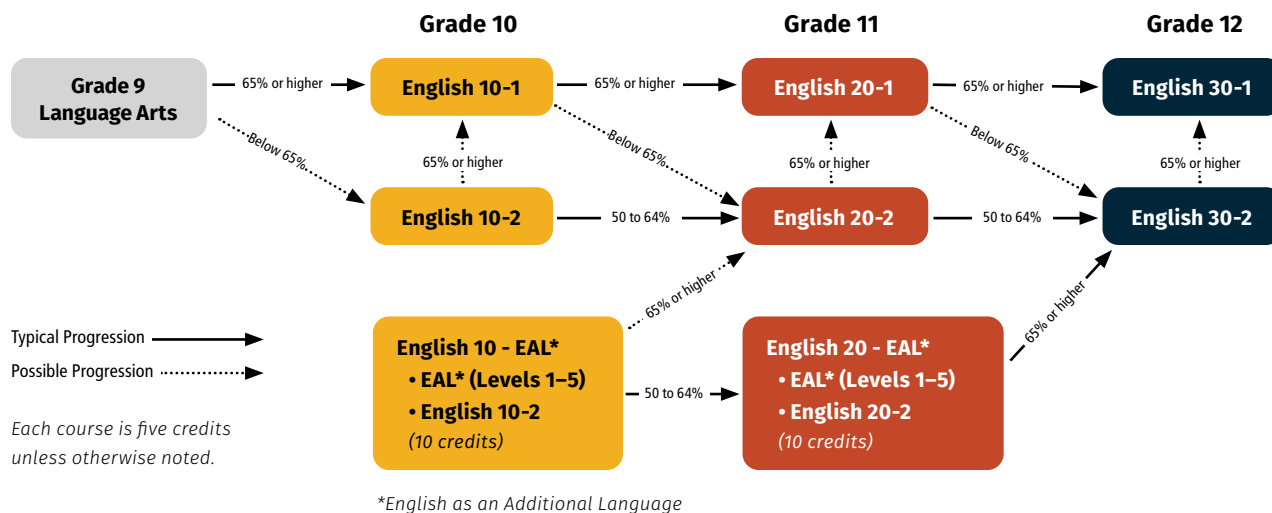 Grade 10
Grade 11
Grade 12
Grade 9
Language Arts
65% or higher
English 10-1
65% or higher
English 20-1
65% or higher
English 30-1
Below 65%
65% or higher
Below 65%
65% or higher
Below 65%
65% or higher
English 10-2
50 to 64%
English 20-2
50 to 64%
English 30-2
65% or higher
65% or higher
Typical Progression
Possible Progression
English 10 - EAL*
• EAL* (Levels 1–5)
• English 10-2
(10 credits)
50 to 64%
English 20 - EAL*
• EAL* (Levels 1–5)
• English 20-2
(10 credits)
Each course is five credits
unless otherwise noted.
*English as an Additional Language